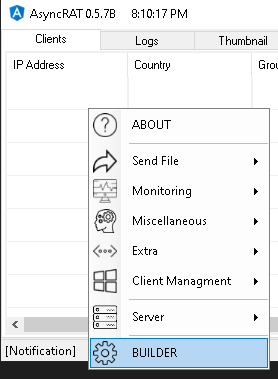 AsyncRAT 0.5.7B 8:10:17 PM
Clients Logs Thumbnail
IP Address Country Grou
ABOUT
Send File
Monitoring
Miscellaneous
Extra
Client Managment
Server
[Notification] BUILDER